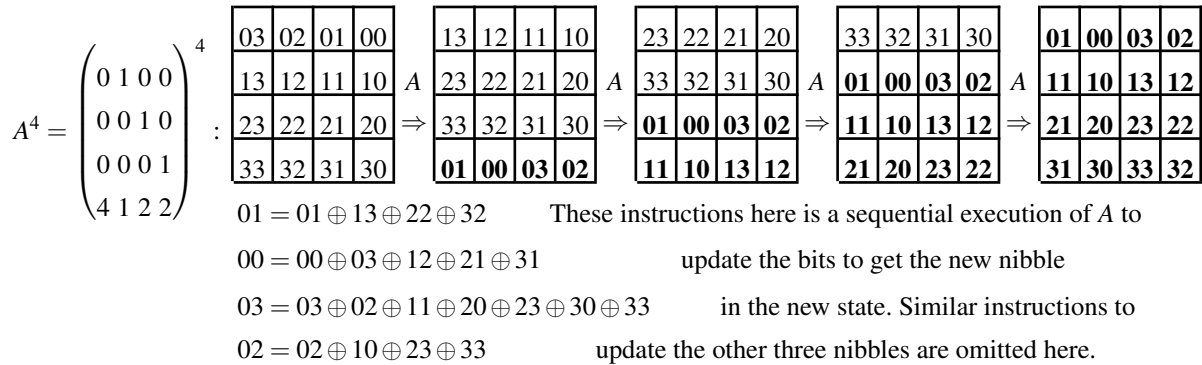 A⁴ = (0 1 0 0
0 0 1 0
0 0 0 1
4 1 2 2)⁴ :
03 02 01 00
13 12 11 10
23 22 21 20
33 32 31 30
A ⇒
13 12 11 10
23 22 21 20
33 32 31 30
01 00 03 02
A ⇒
23 22 21 20
33 32 31 30
01 00 03 02
11 10 13 12
A ⇒
33 32 31 30
01 00 03 02
11 10 13 12
21 20 23 22
A ⇒
01 00 03 02
11 10 13 12
21 20 23 22
31 30 33 32
01 = 01 ⊕ 13 ⊕ 22 ⊕ 32 These instructions here is a sequential execution of A to
00 = 00 ⊕ 03 ⊕ 12 ⊕ 21 ⊕ 31 update the bits to get the new nibble
03 = 03 ⊕ 02 ⊕ 11 ⊕ 20 ⊕ 23 ⊕ 30 ⊕ 33 in the new state. Similar instructions to
02 = 02 ⊕ 10 ⊕ 23 ⊕ 33 update the other three nibbles are omitted here.